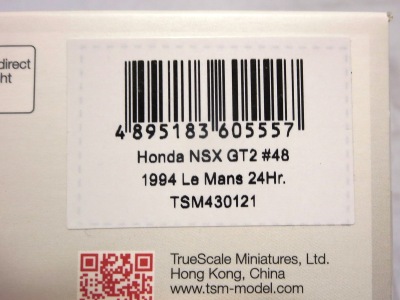 direct
ht
4 895183 605557
Honda NSX GT2 #48
1994 Le Mans 24Hr.
TSM430121
TrueScale Miniatures, Ltd.
Hong Kong, China
www.tsm-model.com